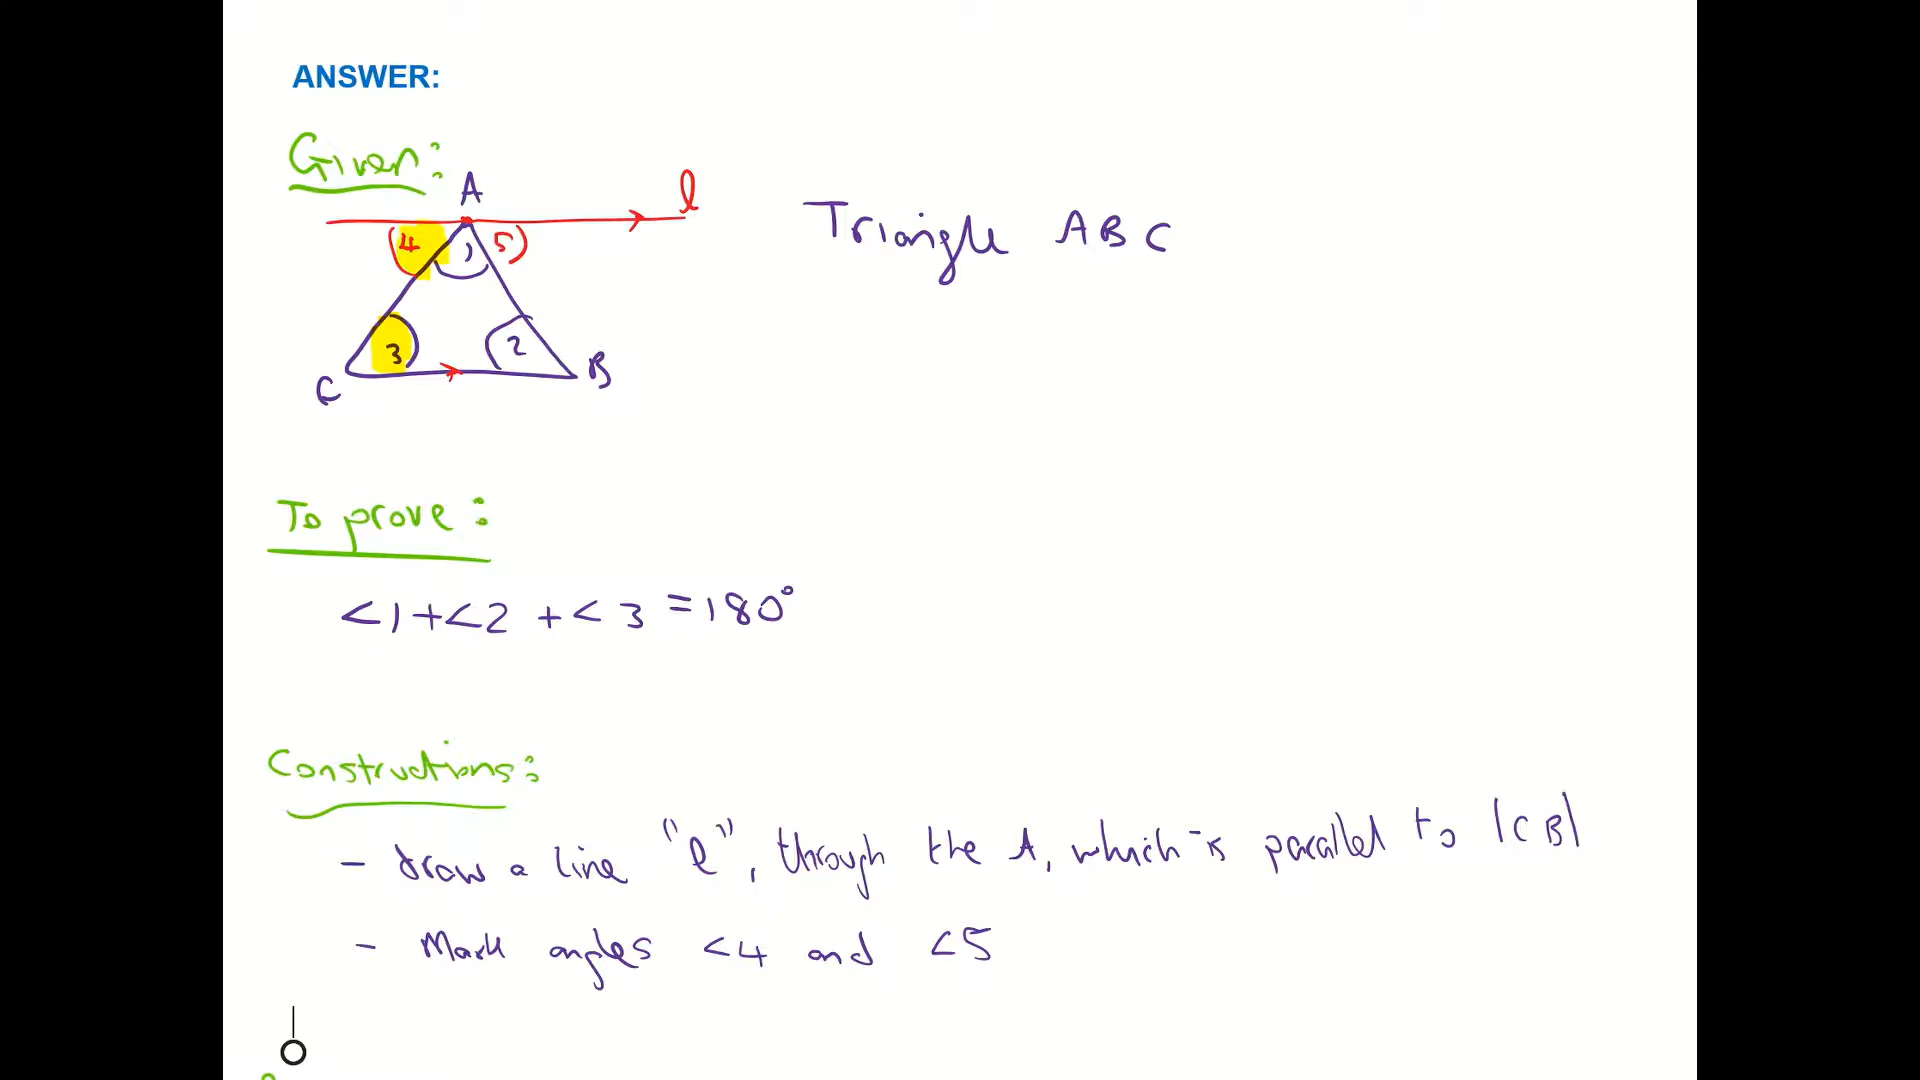 ANSWER:
Given:
A
l
4 1 5
Triangle ABC
3 2
C B
To prove:
<1+<2 +<3 =180°
Constructions:
- draw a line "l", through the A, which is parallel to |CB|
- Mark angles <4 and <5